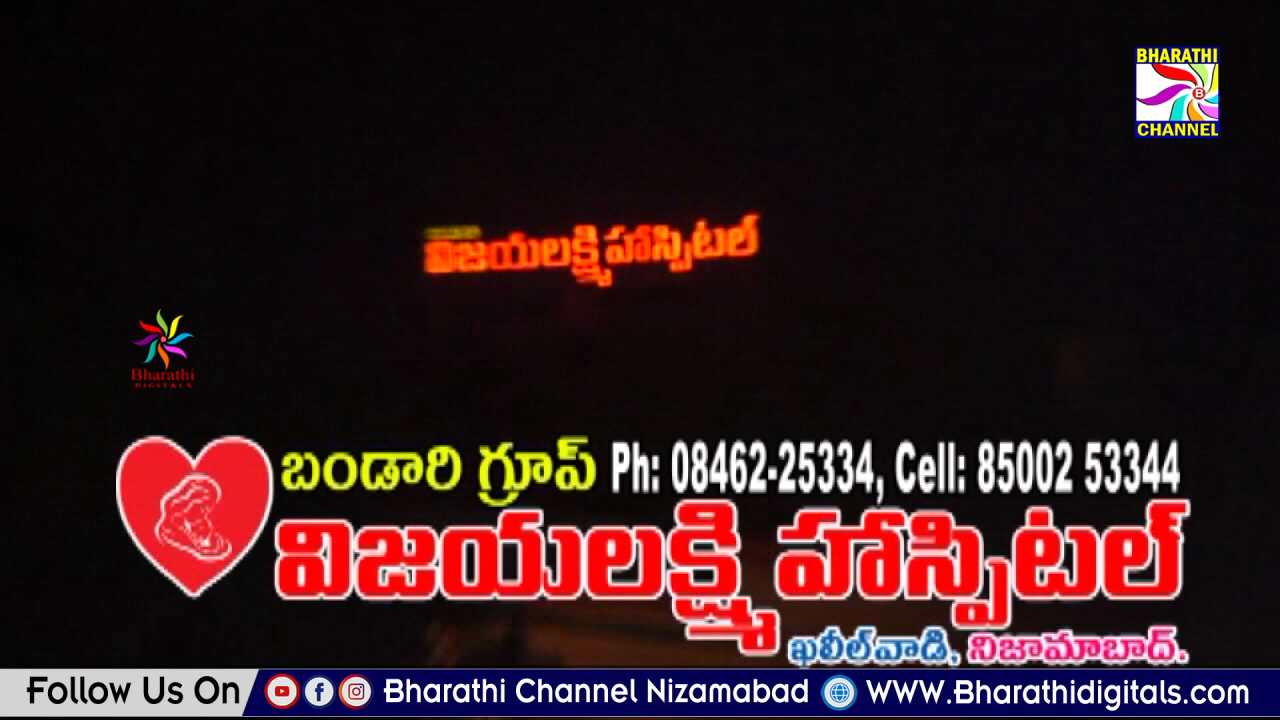 BHARATHI
CHANNEL
విజయలక్ష్మి హాస్పిటల్
Bharathi
DIGITALS
బండారి గ్రూప్ Ph: 08462-25334, Cell: 85002 53344
విజయలక్ష్మి హాస్పిటల్
ఖలీల్‌వాడి, నిజామాబాద్.
Follow Us On Bharathi Channel Nizamabad WWW.Bharathidigitals.com